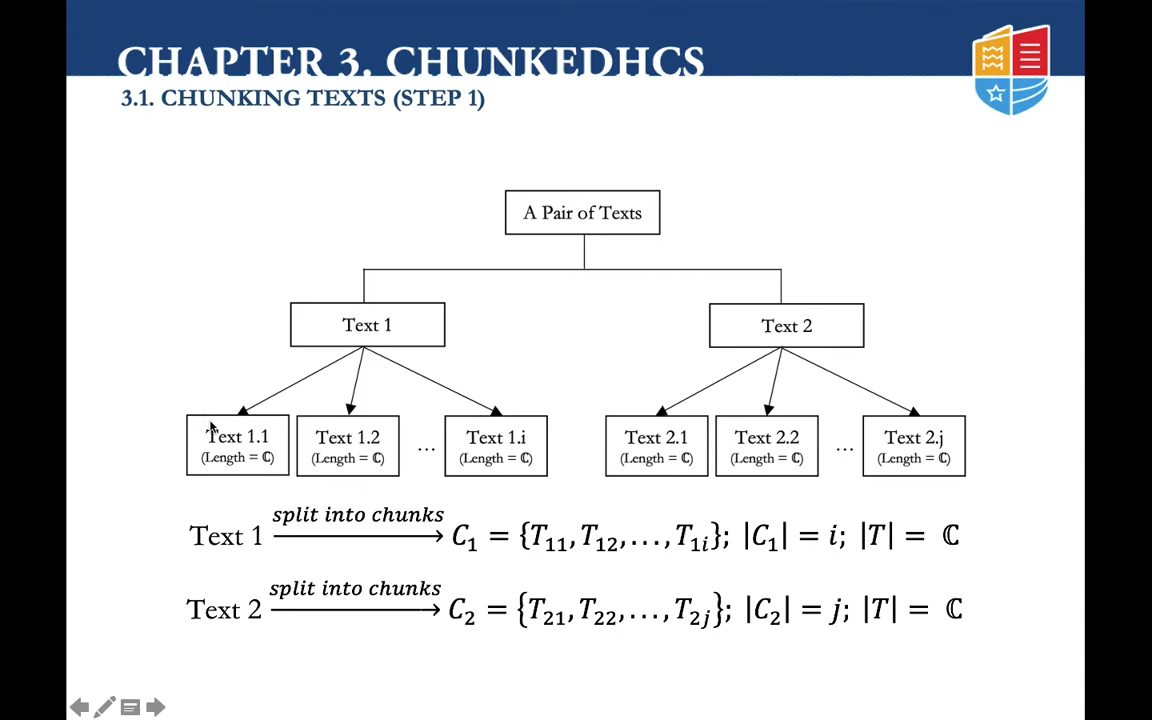 CHAPTER 3. CHUNKEDHCS
3.1. CHUNKING TEXTS (STEP 1)
A Pair of Texts
Text 1
Text 2
Text 1.1
(Length = ℂ)
Text 1.2
(Length = ℂ)
...
Text 1.i
(Length = ℂ)
Text 2.1
(Length = ℂ)
Text 2.2
(Length = ℂ)
...
Text 2.j
(Length = ℂ)
Text 1 split into chunks → C₁ = {T₁₁, T₁₂, ..., T₁ᵢ}; |C₁| = i; |T| = ℂ
Text 2 split into chunks → C₂ = {T₂₁, T₂₂, ..., T₂ⱼ}; |C₂| = j; |T| = ℂ